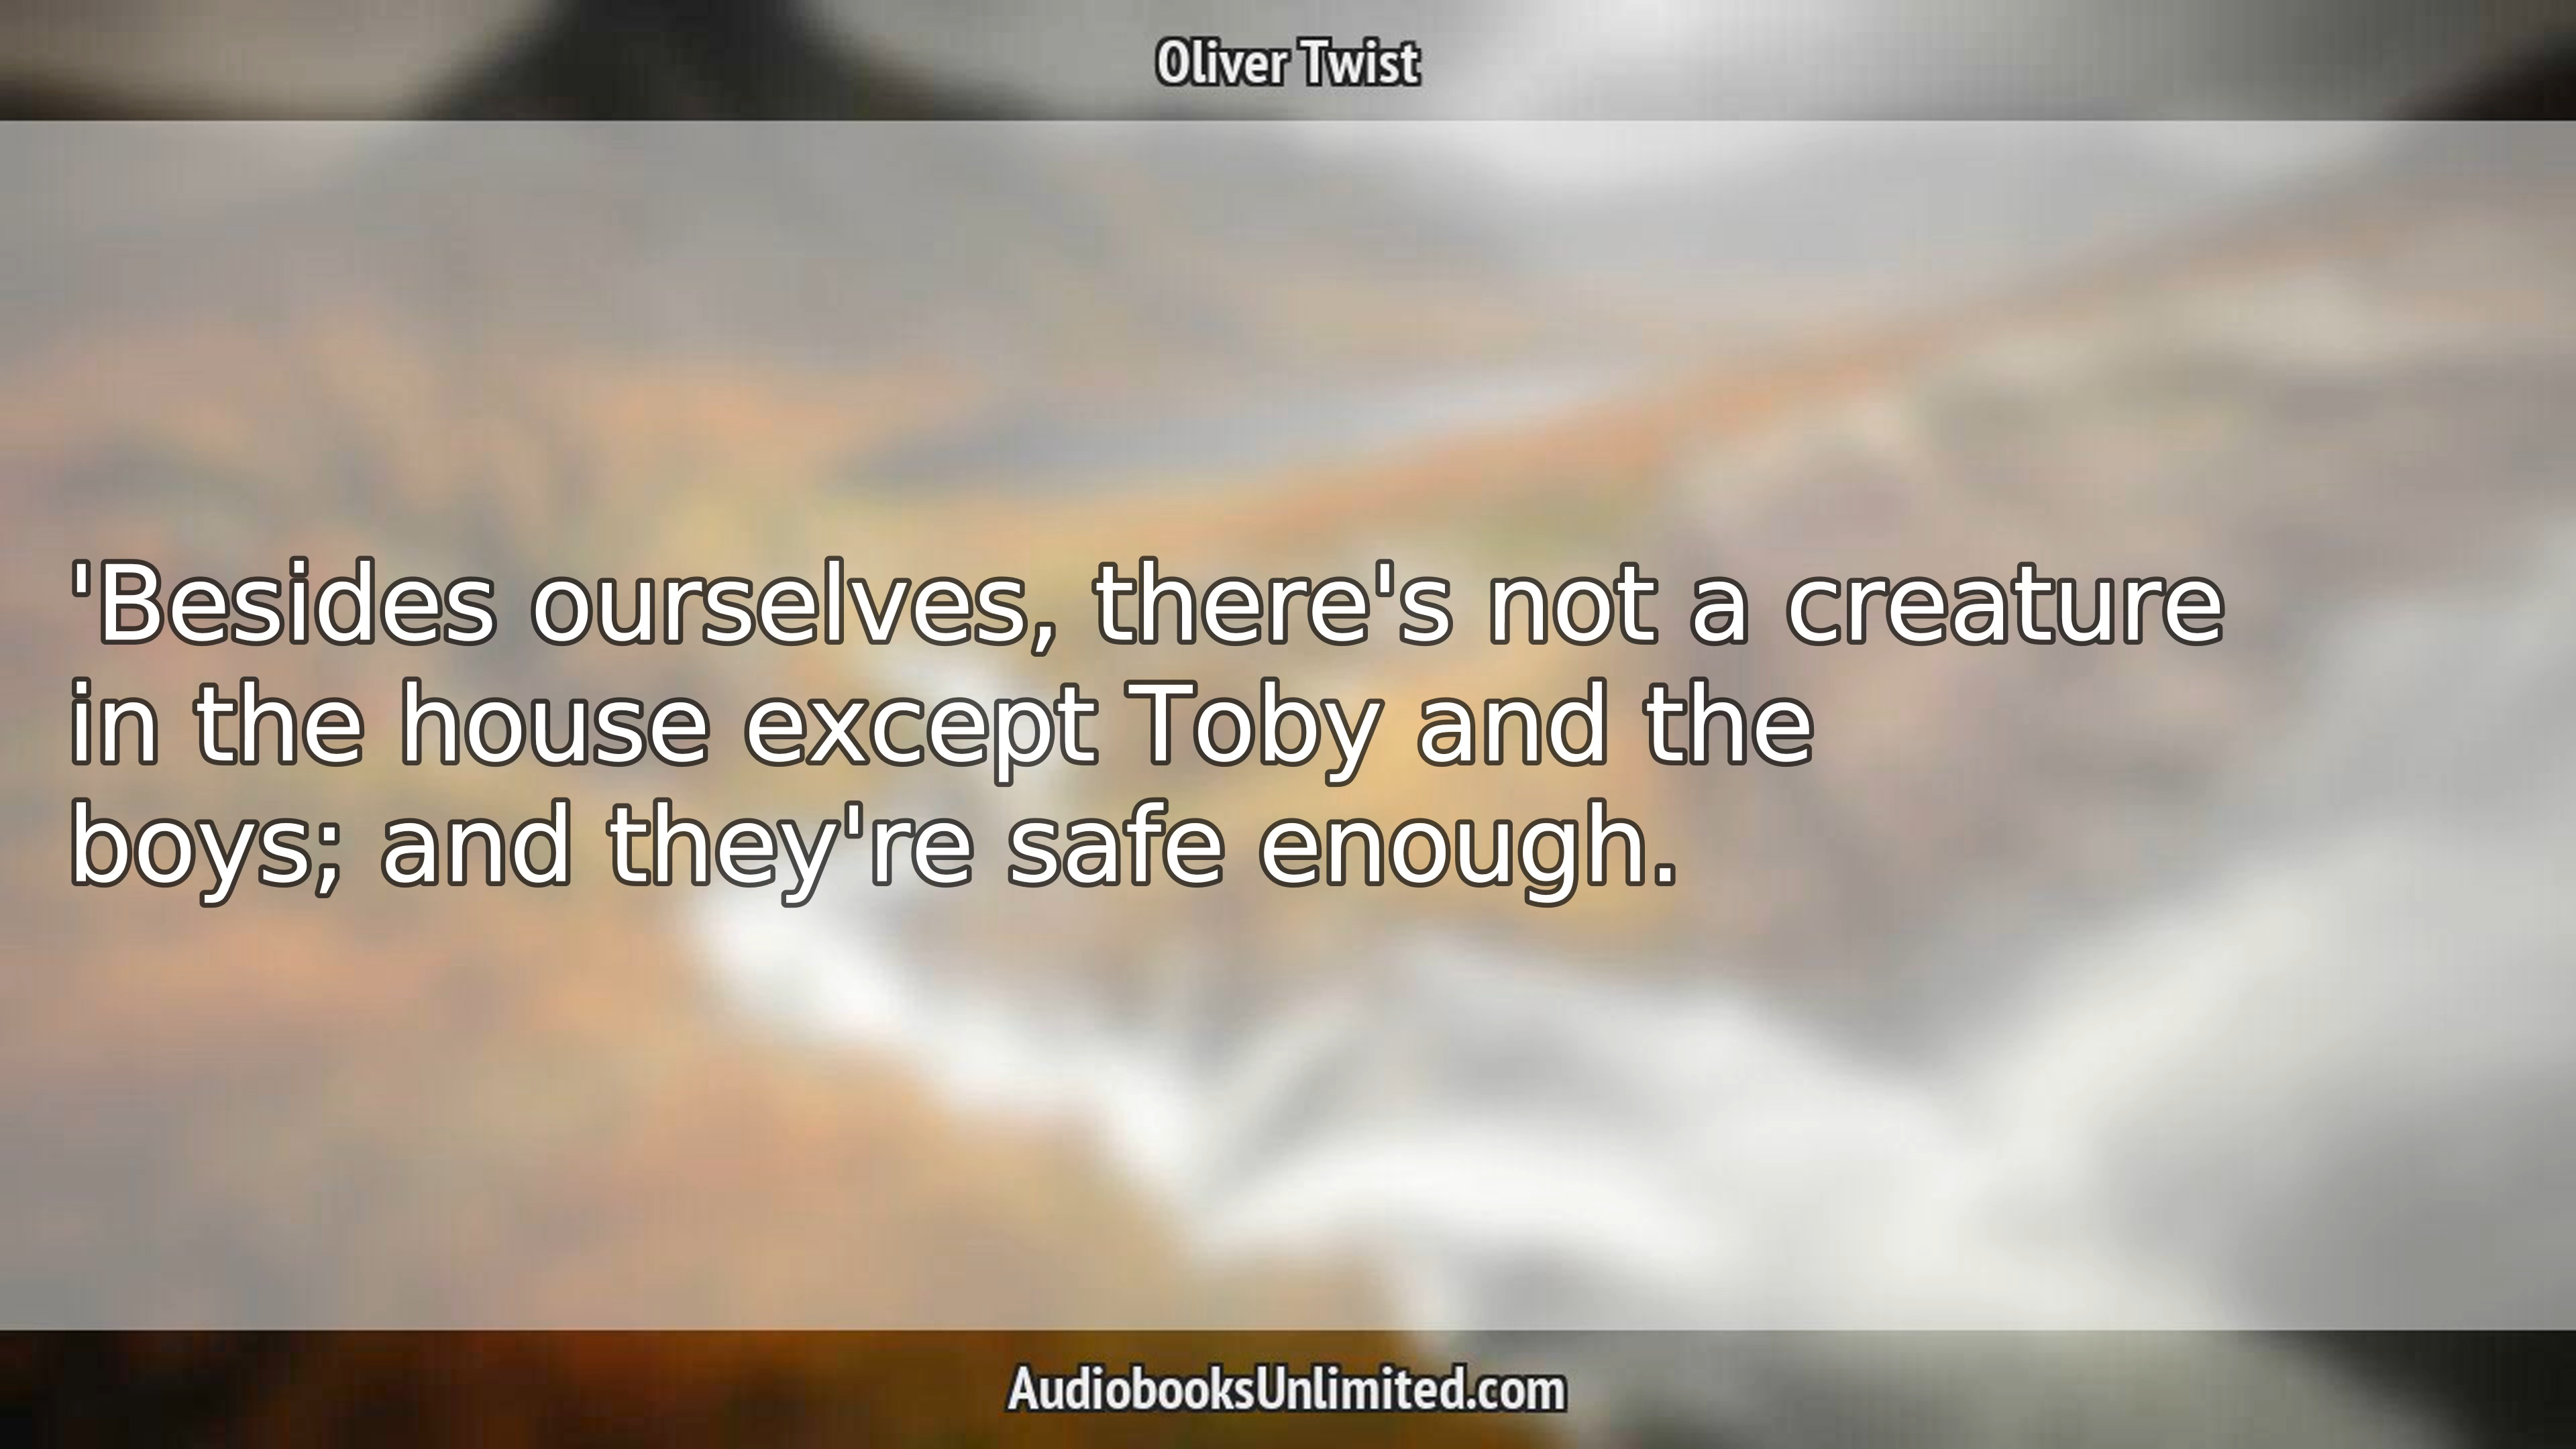 Oliver Twist
'Besides ourselves, there's not a creature
in the house except Toby and the
boys; and they're safe enough.
AudiobooksUnlimited.com